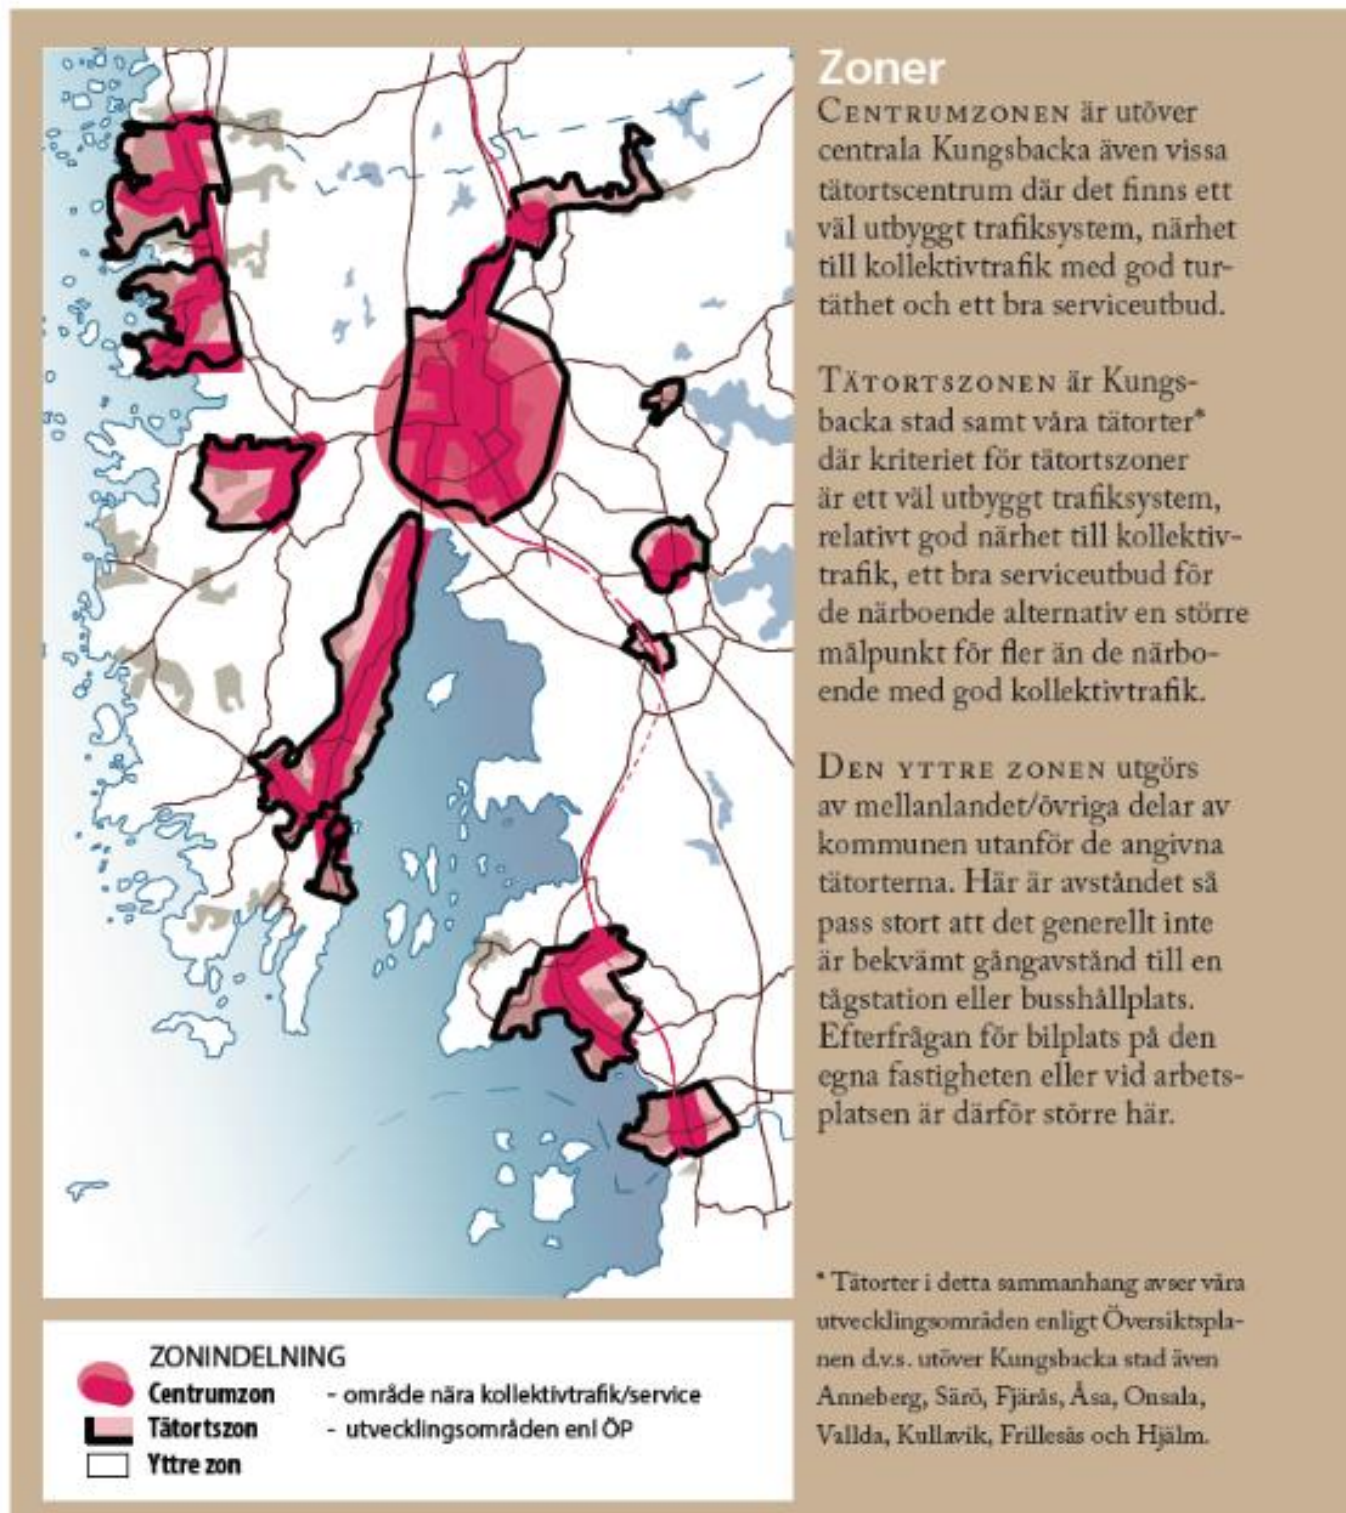 Zoner
CENTRUMZONEN är utöver
centrala Kungsbacka även vissa
tätortscentrum där det finns ett
väl utbyggt trafiksystem, närhet
till kollektivtrafik med god tur-
täthet och ett bra serviceutbud.
TÄTORTSZONEN är Kungs-
backa stad samt våra tätorter*
där kriteriet för tätortszoner
är ett väl utbyggt trafiksystem,
relativt god närhet till kollektiv-
trafik, ett bra serviceutbud för
de närboende alternativ en större
målpunkt för fler än de närbo-
ende med god kollektivtrafik.
DEN YTTRE ZONEN utgörs
av mellanlandet/övriga delar av
kommunen utanför de angivna
tätorterna. Här är avståndet så
pass stort att det generellt inte
är bekvämt gångavstånd till en
tågstation eller busshållplats.
Efterfrågan för bilplats på den
egna fastigheten eller vid arbets-
platsen är därför större här.
* Tätorter i detta sammanhang avser våra
utvecklingsområden enligt Översiktspla-
nen d.v.s. utöver Kungsbacka stad även
Anneberg, Särö, Fjärås, Åsa, Onsala,
Vallda, Kullavik, Frillesås och Hjälm.
ZONINDELNING
Centrumzon - område nära kollektivtrafik/service
Tätortszon - utvecklingsområden enl ÖP
Yttre zon